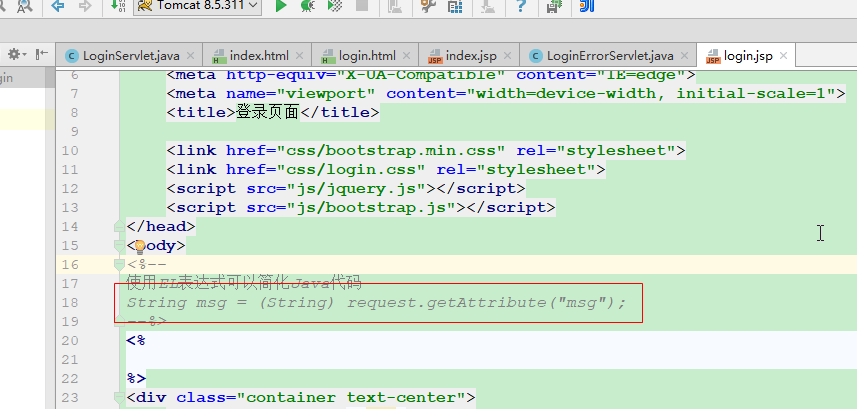 Tomcat 8.5.311
LoginServlet.java × index.html × login.html × index.jsp × LoginErrorServlet.java × login.jsp ×
gin
6 <meta http-equiv="X-UA-Compatible" content="IE=edge">
7 <meta name="viewport" content="width=device-width, initial-scale=1">
8 <title>登录页面</title>
9
10 <link href="css/bootstrap.min.css" rel="stylesheet">
11 <link href="css/login.css" rel="stylesheet">
12 <script src="js/jquery.js"></script>
13 <script src="js/bootstrap.js"></script>
14 </head>
15 <body>
16 <%--
17 使用EL表达式可以简化Java代码
18 String msg = (String) request.getAttribute("msg");
19 --%>
20 <%
21
22 %>
23 <div class="container text-center">